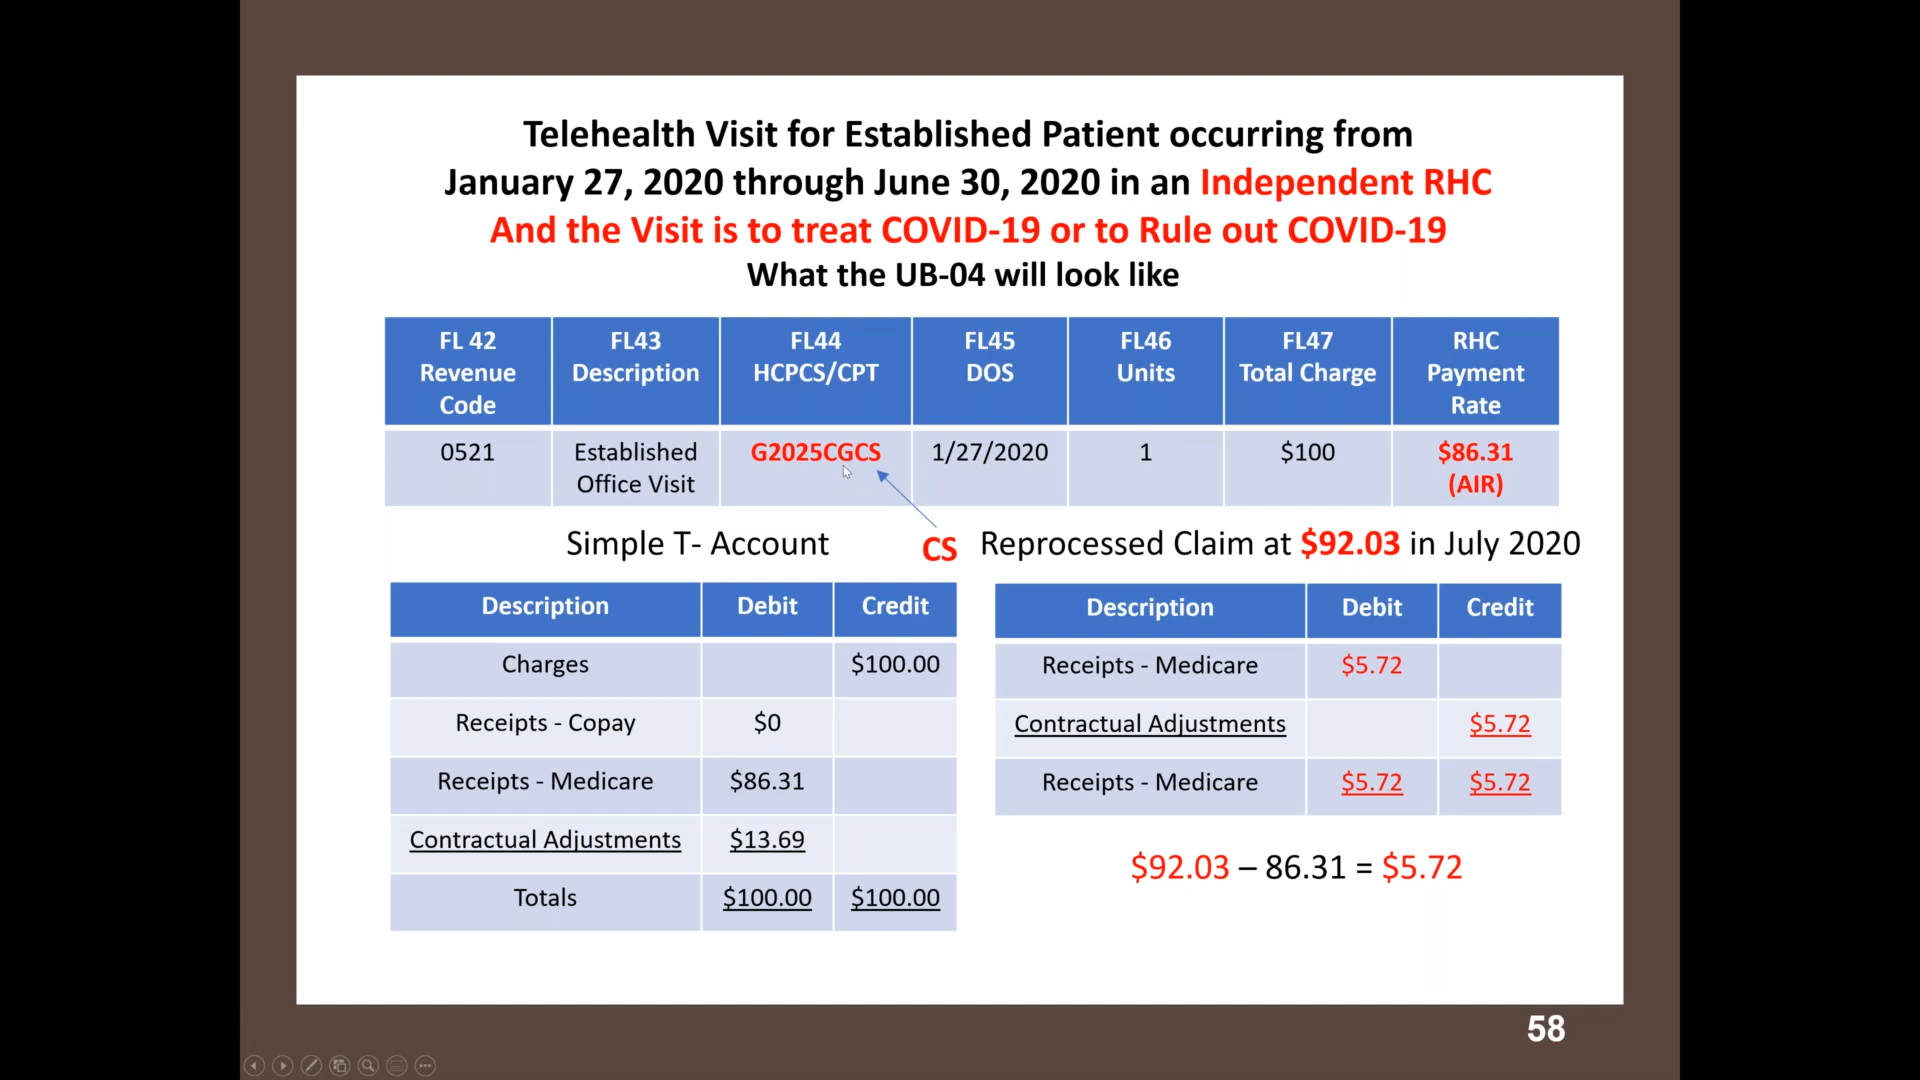 Telehealth Visit for Established Patient occurring from
January 27, 2020 through June 30, 2020 in an Independent RHC
And the Visit is to treat COVID-19 or to Rule out COVID-19
What the UB-04 will look like
FL 42 Revenue Code FL43 Description FL44 HCPCS/CPT FL45 DOS FL46 Units FL47 Total Charge RHC Payment Rate
0521 Established Office Visit G2025CGCS 1/27/2020 1 $100 $86.31 (AIR)
Simple T- Account
CS
Reprocessed Claim at $92.03 in July 2020
Description Debit Credit
Charges $100.00
Receipts - Copay $0
Receipts - Medicare $86.31
Contractual Adjustments $13.69
Totals $100.00 $100.00
Description Debit Credit
Receipts - Medicare $5.72
Contractual Adjustments $5.72
Receipts - Medicare $5.72 $5.72
$92.03 – 86.31 = $5.72
58